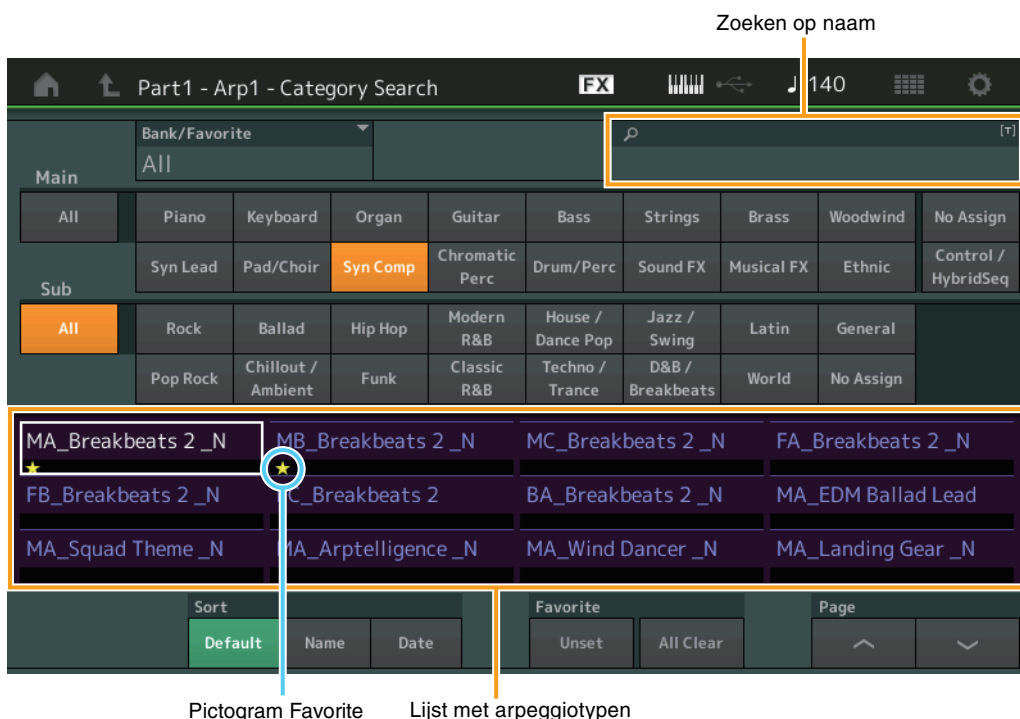 Zoeken op naam
Part1 - Arp1 - Category Search
FX
140
Bank/Favorite
All
[T]
Main
All
Piano
Keyboard
Organ
Guitar
Bass
Strings
Brass
Woodwind
No Assign
Syn Lead
Pad/Choir
Syn Comp
Chromatic
Perc
Drum/Perc
Sound FX
Musical FX
Ethnic
Control /
HybridSeq
Sub
All
Rock
Ballad
Hip Hop
Modern
R&B
House /
Dance Pop
Jazz /
Swing
Latin
General
Pop Rock
Chillout /
Ambient
Funk
Classic
R&B
Techno /
Trance
D&B /
Breakbeats
World
No Assign
MA_Breakbeats 2 _N
MB_Breakbeats 2 _N
MC_Breakbeats 2 _N
FA_Breakbeats 2 _N
FB_Breakbeats 2 _N
C_Breakbeats 2
BA_Breakbeats 2 _N
MA_EDM Ballad Lead
MA_Squad Theme _N
MA_Arptelligence _N
MA_Wind Dancer _N
MA_Landing Gear _N
Sort
Default
Name
Date
Favorite
Unset
All Clear
Page
Pictogram Favorite
Lijst met arpeggiotypen